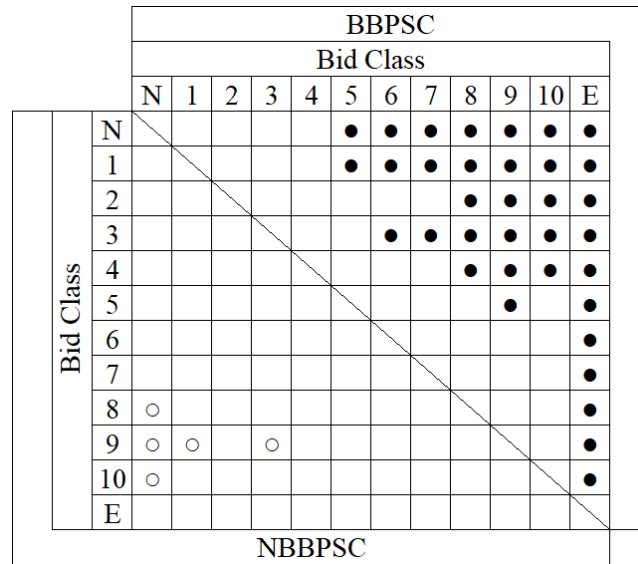 BBPSC
Bid Class
N 1 2 3 4 5 6 7 8 9 10 E
Bid Class
N ● ● ● ● ● ● ●
1 ● ● ● ● ● ● ●
2 ● ● ● ●
3 ● ● ● ● ● ●
4 ● ● ● ●
5 ● ●
6 ●
7 ●
8 ○ ●
9 ○ ○ ○ ●
10 ○ ●
E
NBBPSC